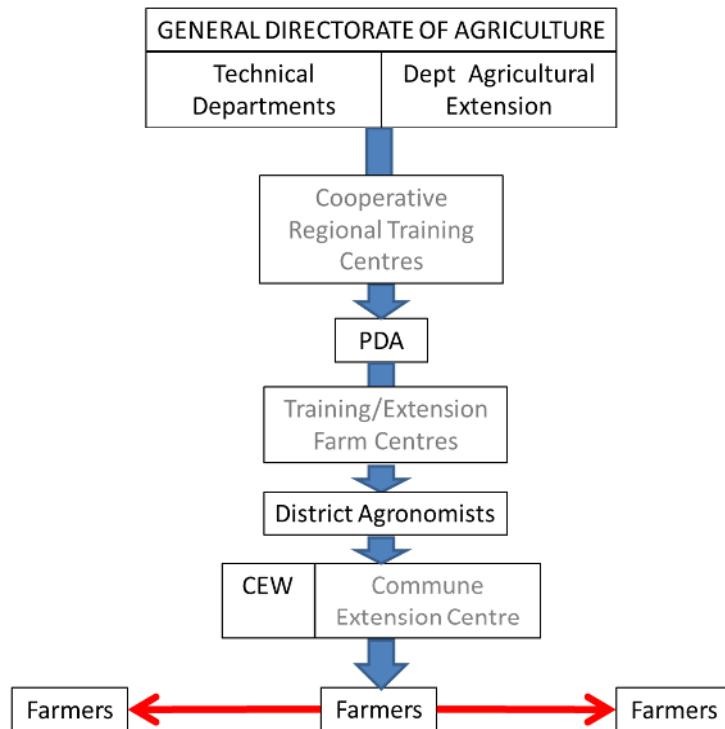 GENERAL DIRECTORATE OF AGRICULTURE
Technical
Departments
Dept Agricultural
Extension
Cooperative
Regional Training
Centres
PDA
Training/Extension
Farm Centres
District Agronomists
CEW
Commune
Extension Centre
Farmers
Farmers
Farmers